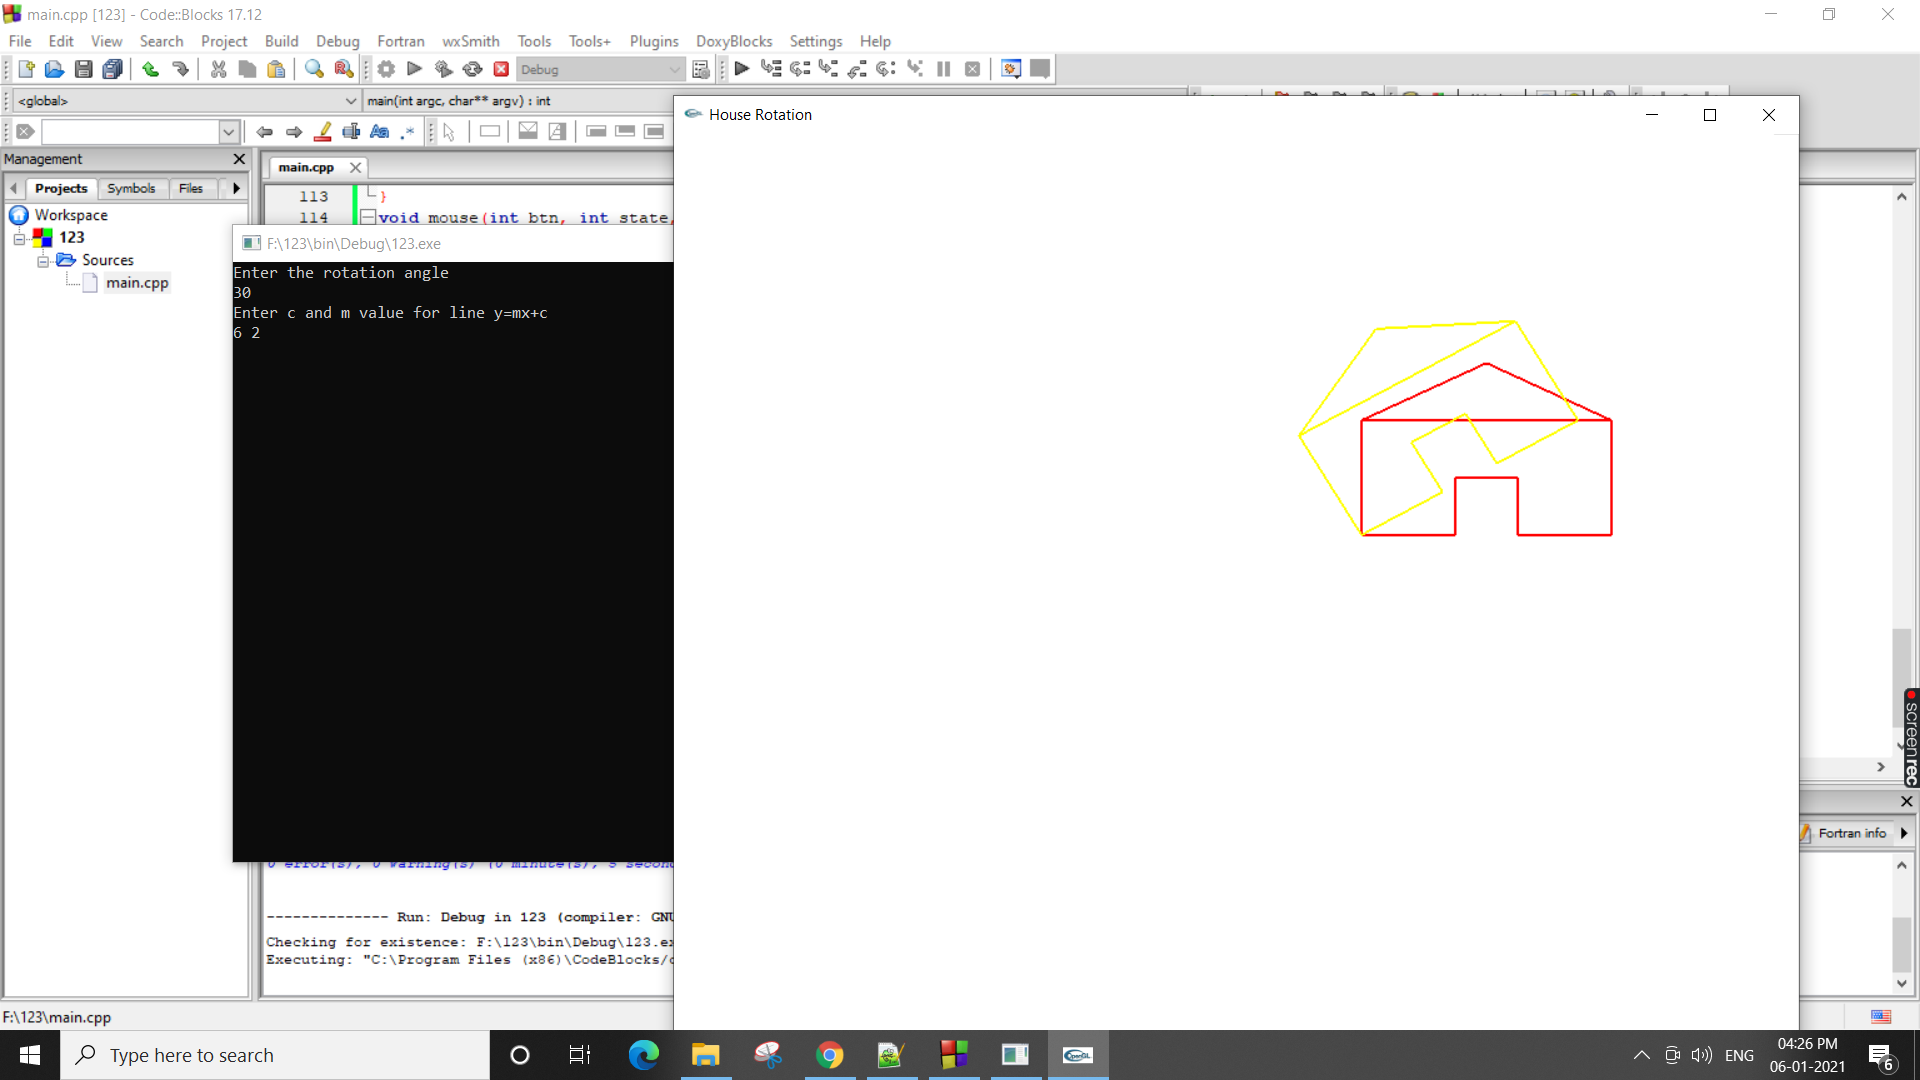 main.cpp [123] - Code::Blocks 17.12
File Edit View Search Project Build Debug Fortran wxSmith Tools Tools+ Plugins DoxyBlocks Settings Help
Debug
<global> main(int argc, char** argv) : int
House Rotation
Management
main.cpp
Projects Symbols Files
113 }
114 void mouse(int btn, int state,
Workspace
123
Sources
main.cpp
F:\123\bin\Debug\123.exe
Enter the rotation angle
30
Enter c and m value for line y=mx+c
6 2
screenrec
Fortran info
0 error(s), 0 warning(s) (0 minute(s), 5
-------------- Run: Debug in 123 (compiler: GNU
Checking for existence: F:\123\bin\Debug\123.ex
Executing: "C:\Program Files (x86)\CodeBlocks/
F:\123\main.cpp
Type here to search
OpenGL
ENG
04:26 PM
06-01-2021
6